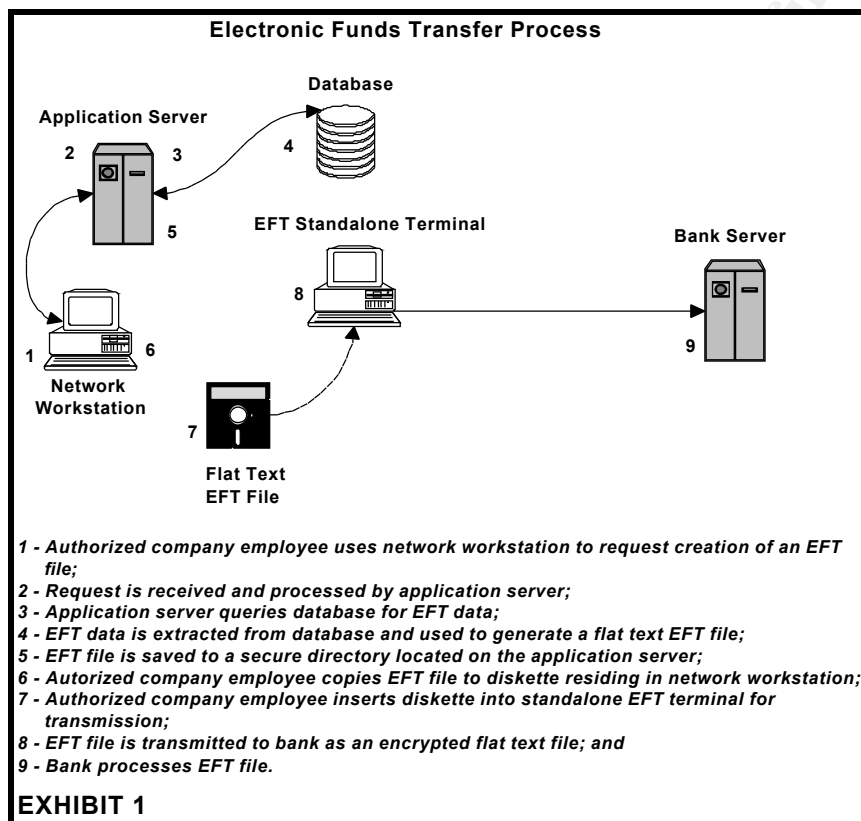 Electronic Funds Transfer Process
Database
Application Server
2
3
4
5
EFT Standalone Terminal
Bank Server
8
1
6
9
Network
Workstation
7
Flat Text
EFT File
1 - Authorized company employee uses network workstation to request creation of an EFT
file;
2 - Request is received and processed by application server;
3 - Application server queries database for EFT data;
4 - EFT data is extracted from database and used to generate a flat text EFT file;
5 - EFT file is saved to a secure directory located on the application server;
6 - Autorized company employee copies EFT file to diskette residing in network workstation;
7 - Authorized company employee inserts diskette into standalone EFT terminal for
transmission;
8 - EFT file is transmitted to bank as an encrypted flat text file; and
9 - Bank processes EFT file.
EXHIBIT 1